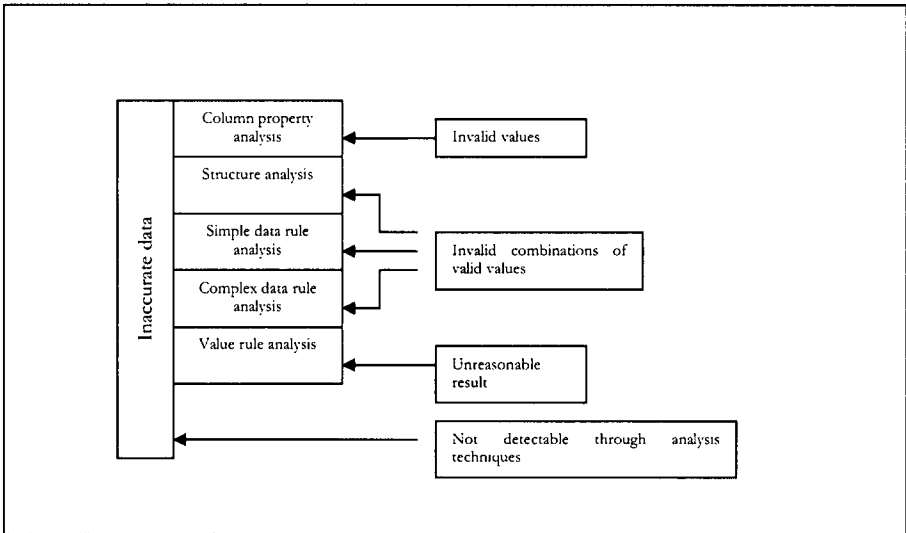 Inaccurate data
Column property
analysis
Structure analysis
Simple data rule
analysis
Complex data rule
analysis
Value rule analysis
Invalid values
Invalid combinations of
valid values
Unreasonable
result
Not detectable through analysis
techniques